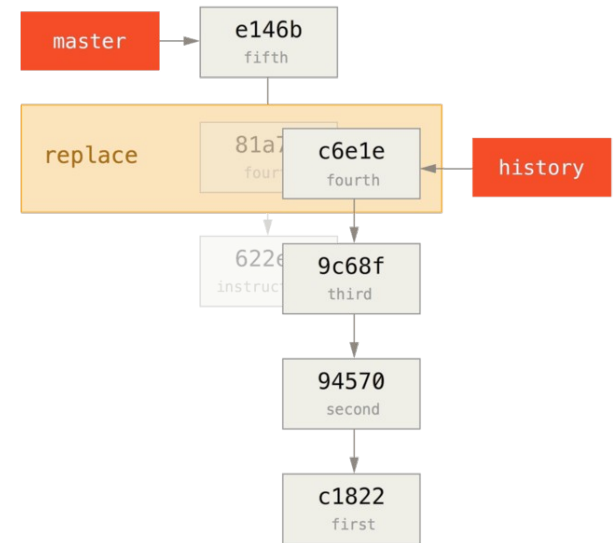 master
e146b
fifth
replace
c6e1e
fourth
history
9c68f
third
94570
second
c1822
first